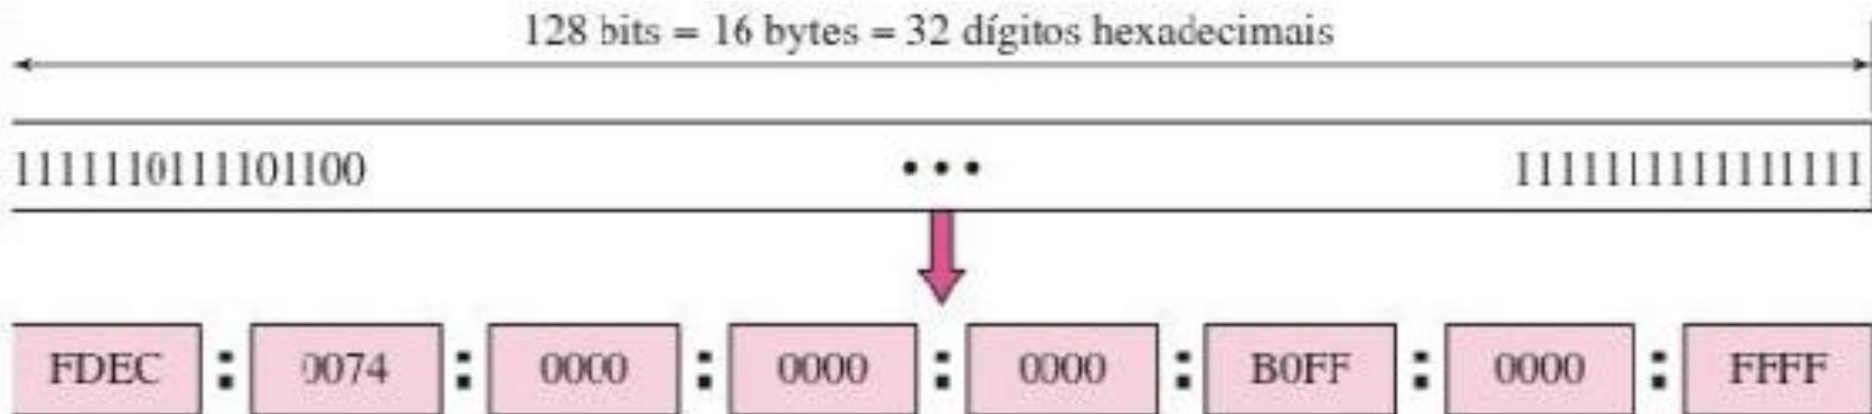 128 bits = 16 bytes = 32 dígitos hexadecimais
1111110111101100 ••• 1111111111111111
FDEC : 0074 : 0000 : 0000 : 0000 : B0FF : 0000 : FFFF